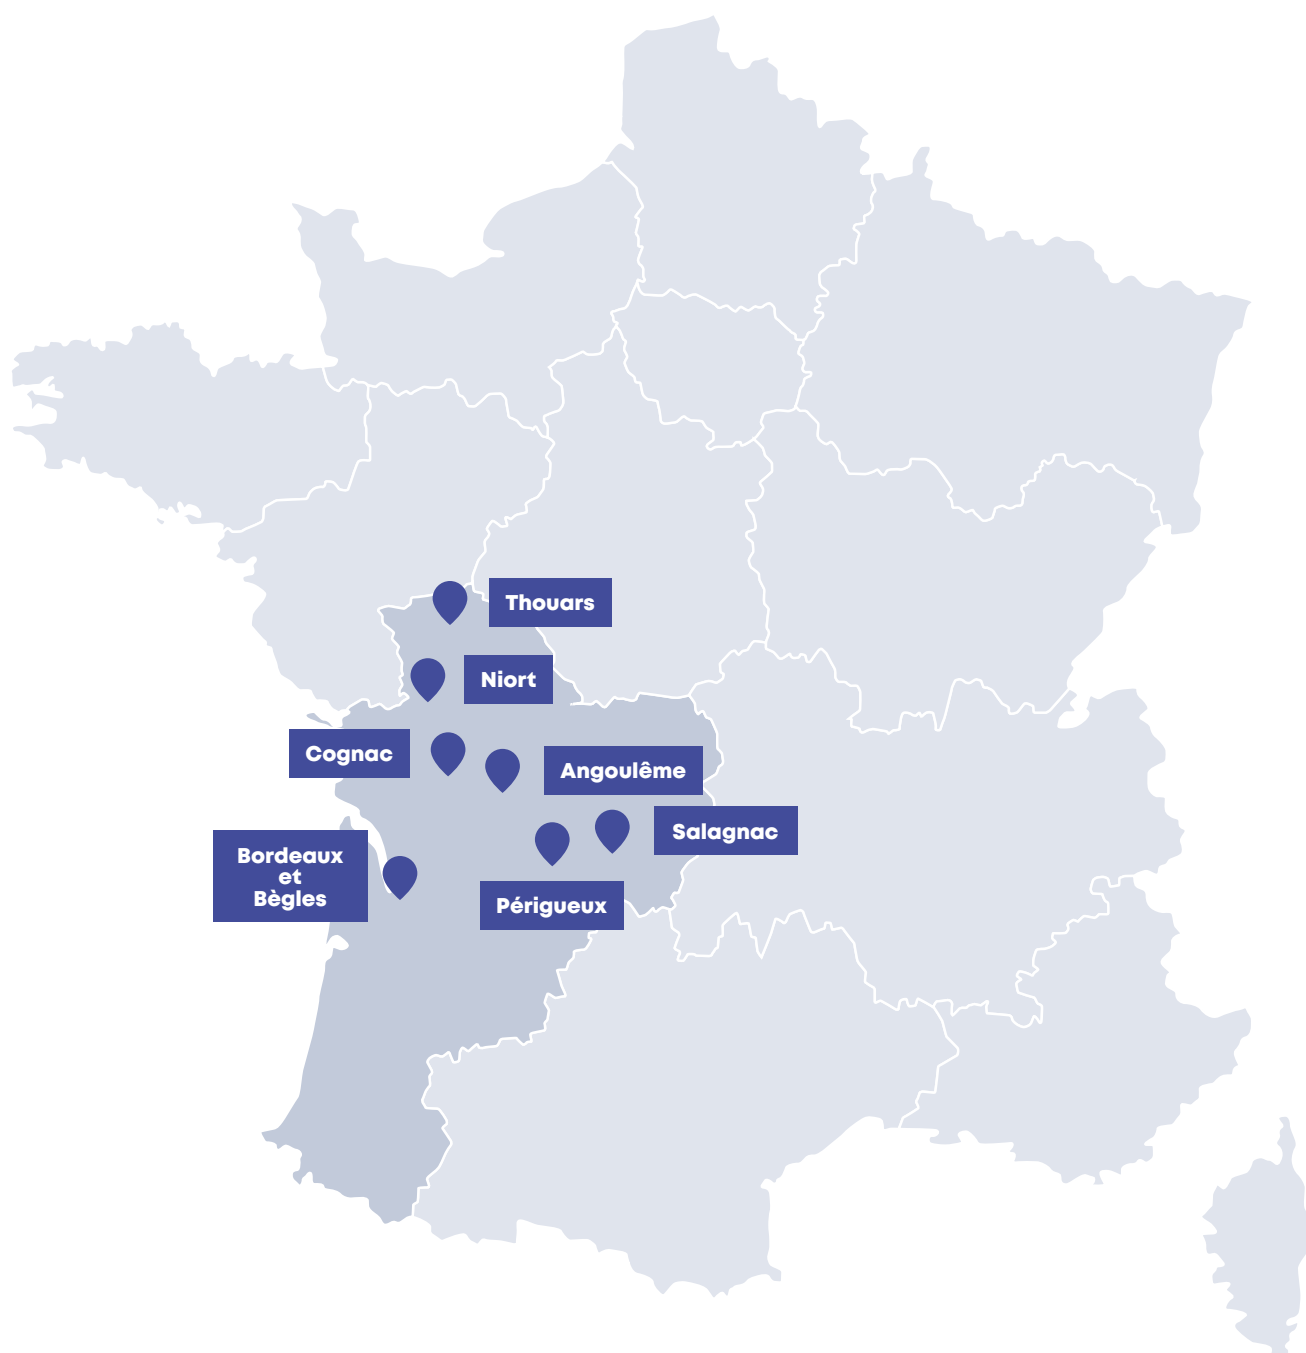 Thouars
Niort
Cognac
Angoulême
Salagnac
Bordeaux
et
Bègles
Périgueux